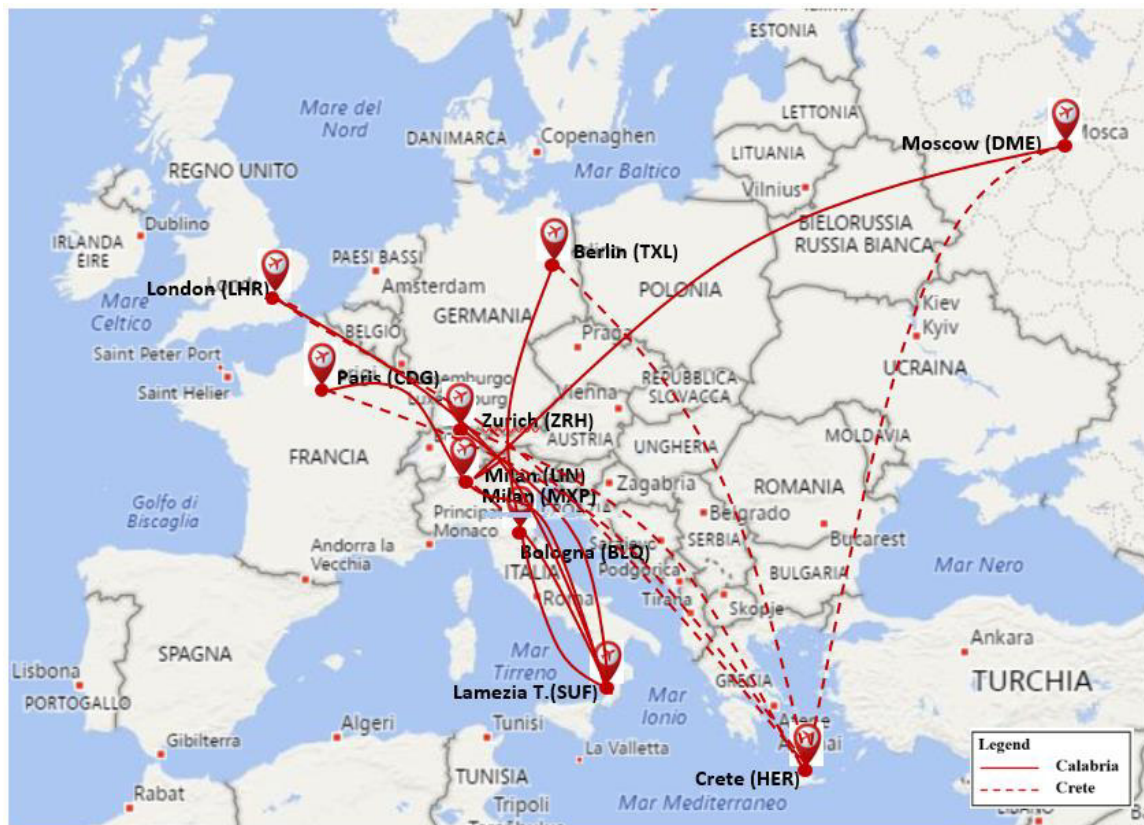 ESTONIA
Mare del
Nord
LETTONIA
DANIMARCA
Copenaghen
Moscow (DME)
Mosca
LITUANIA
Mar Baltico
REGNO UNITO
Vilnius
Dublino
BIELORUSSIA
RUSSIA BIANCA
IRLANDA
ÉIRE
Berlin (TXL)
PAESI BASSI
London (LHR)
Amsterdam
POLONIA
Mare
Celtico
GERMANIA
Kiev
Kyiv
BELGIO
Praga
Saint Peter Port
UCRAINA
Paris (CDG)
Saint Helier
REPUBBLICA
SLOVACCA
Vienna
Zurich (ZRH)
AUSTRIA
MOLDAVIA
UNGHERIA
FRANCIA
Milan (LIN)
Zagabria
ROMANIA
Milan (MXP)
Golfo di
Biscaglia
Monaco
Belgrado
SERBIA
Bucarest
Bologna (BLQ)
Andorra la
Vecchia
ITALIA
Podgorica
BULGARIA
Mar Nero
Roma
Tirana
Skopje
Ankara
SPAGNA
Mar
Tirreno
Lisbona
PORTOGALLO
TURCHIA
Lamezia T.(SUF)
GRECIA
Mar
Ionio
Algeri
Tunisi
Gibilterra
La Valletta
Legend
Calabria
Crete
Crete (HER)
TUNISIA
Rabat
Tripoli
Mar Mediterraneo